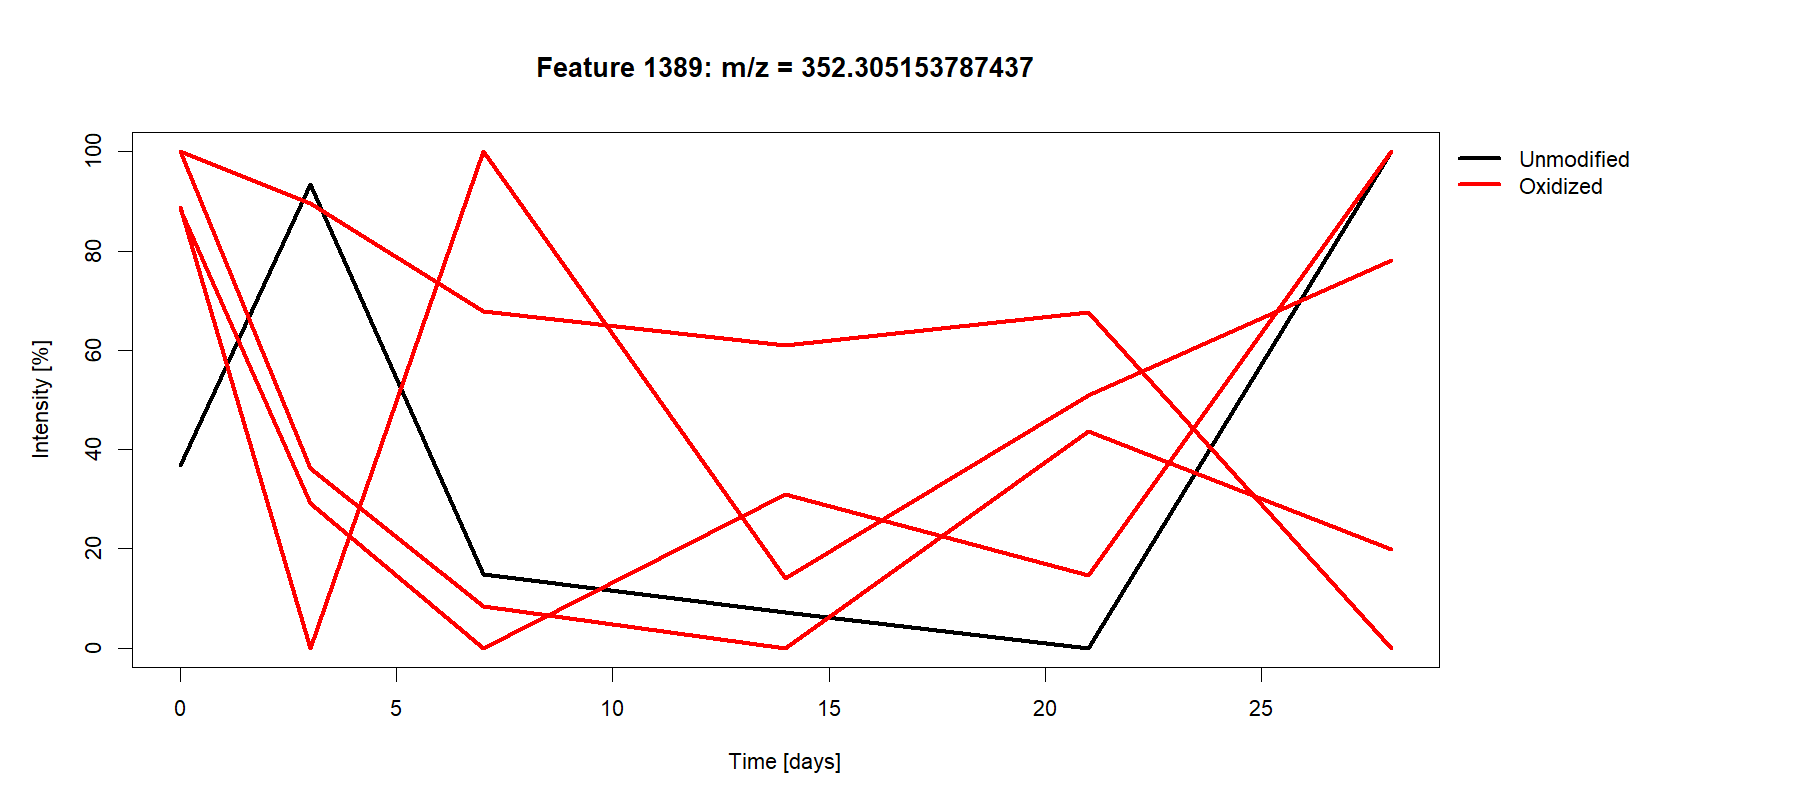 Feature 1389: m/z = 352.305153787437
Unmodified
Oxidized
100
80
60
40
20
0
Intensity [%]
0 5 10 15 20 25
Time [days]